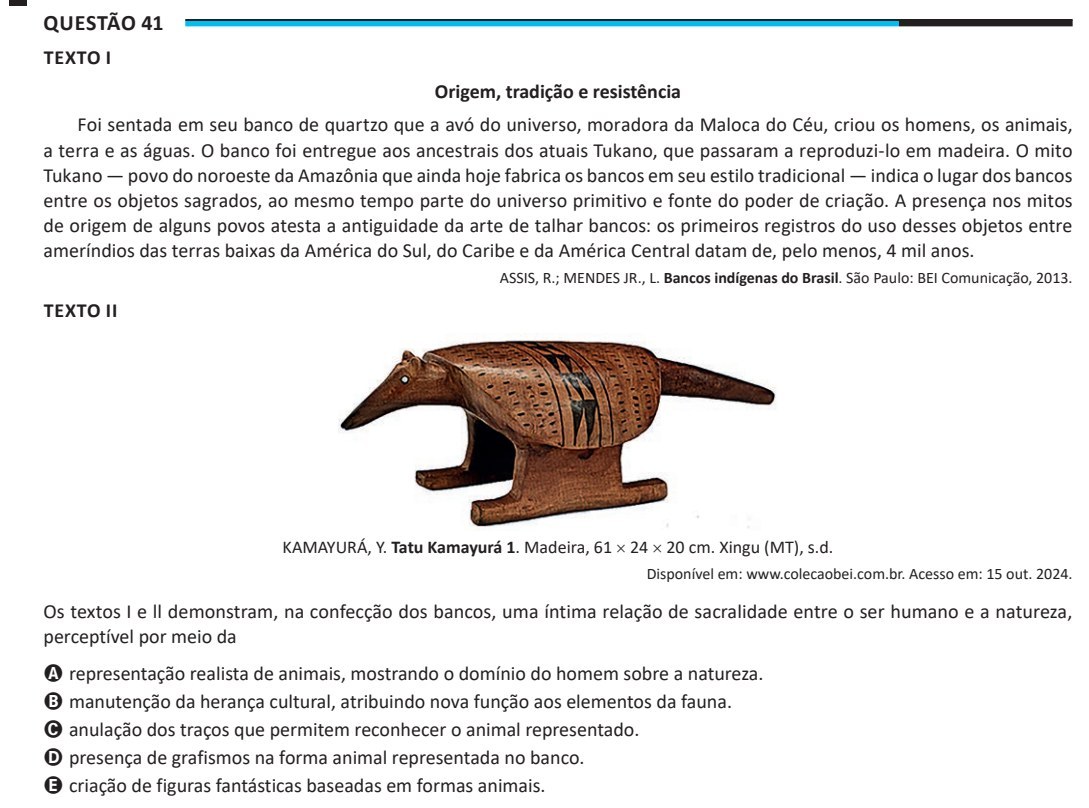 QUESTÃO 41
TEXTO I
Origem, tradição e resistência
Foi sentada em seu banco de quartzo que a avó do universo, moradora da Maloca do Céu, criou os homens, os animais,
a terra e as águas. O banco foi entregue aos ancestrais dos atuais Tukano, que passaram a reproduzi-lo em madeira. O mito
Tukano — povo do noroeste da Amazônia que ainda hoje fabrica os bancos em seu estilo tradicional — indica o lugar dos bancos
entre os objetos sagrados, ao mesmo tempo parte do universo primitivo e fonte do poder de criação. A presença nos mitos
de origem de alguns povos atesta a antiguidade da arte de talhar bancos: os primeiros registros do uso desses objetos entre
ameríndios das terras baixas da América do Sul, do Caribe e da América Central datam de, pelo menos, 4 mil anos.
ASSIS, R.; MENDES JR., L. Bancos indígenas do Brasil. São Paulo: BEI Comunicação, 2013.
TEXTO II
KAMAYURÁ, Y. Tatu Kamayurá 1. Madeira, 61 × 24 × 20 cm. Xingu (MT), s.d.
Disponível em: www.colecaobei.com.br. Acesso em: 15 out. 2024.
Os textos I e ll demonstram, na confecção dos bancos, uma íntima relação de sacralidade entre o ser humano e a natureza,
perceptível por meio da
A representação realista de animais, mostrando o domínio do homem sobre a natureza.
B manutenção da herança cultural, atribuindo nova função aos elementos da fauna.
C anulação dos traços que permitem reconhecer o animal representado.
D presença de grafismos na forma animal representada no banco.
E criação de figuras fantásticas baseadas em formas animais.